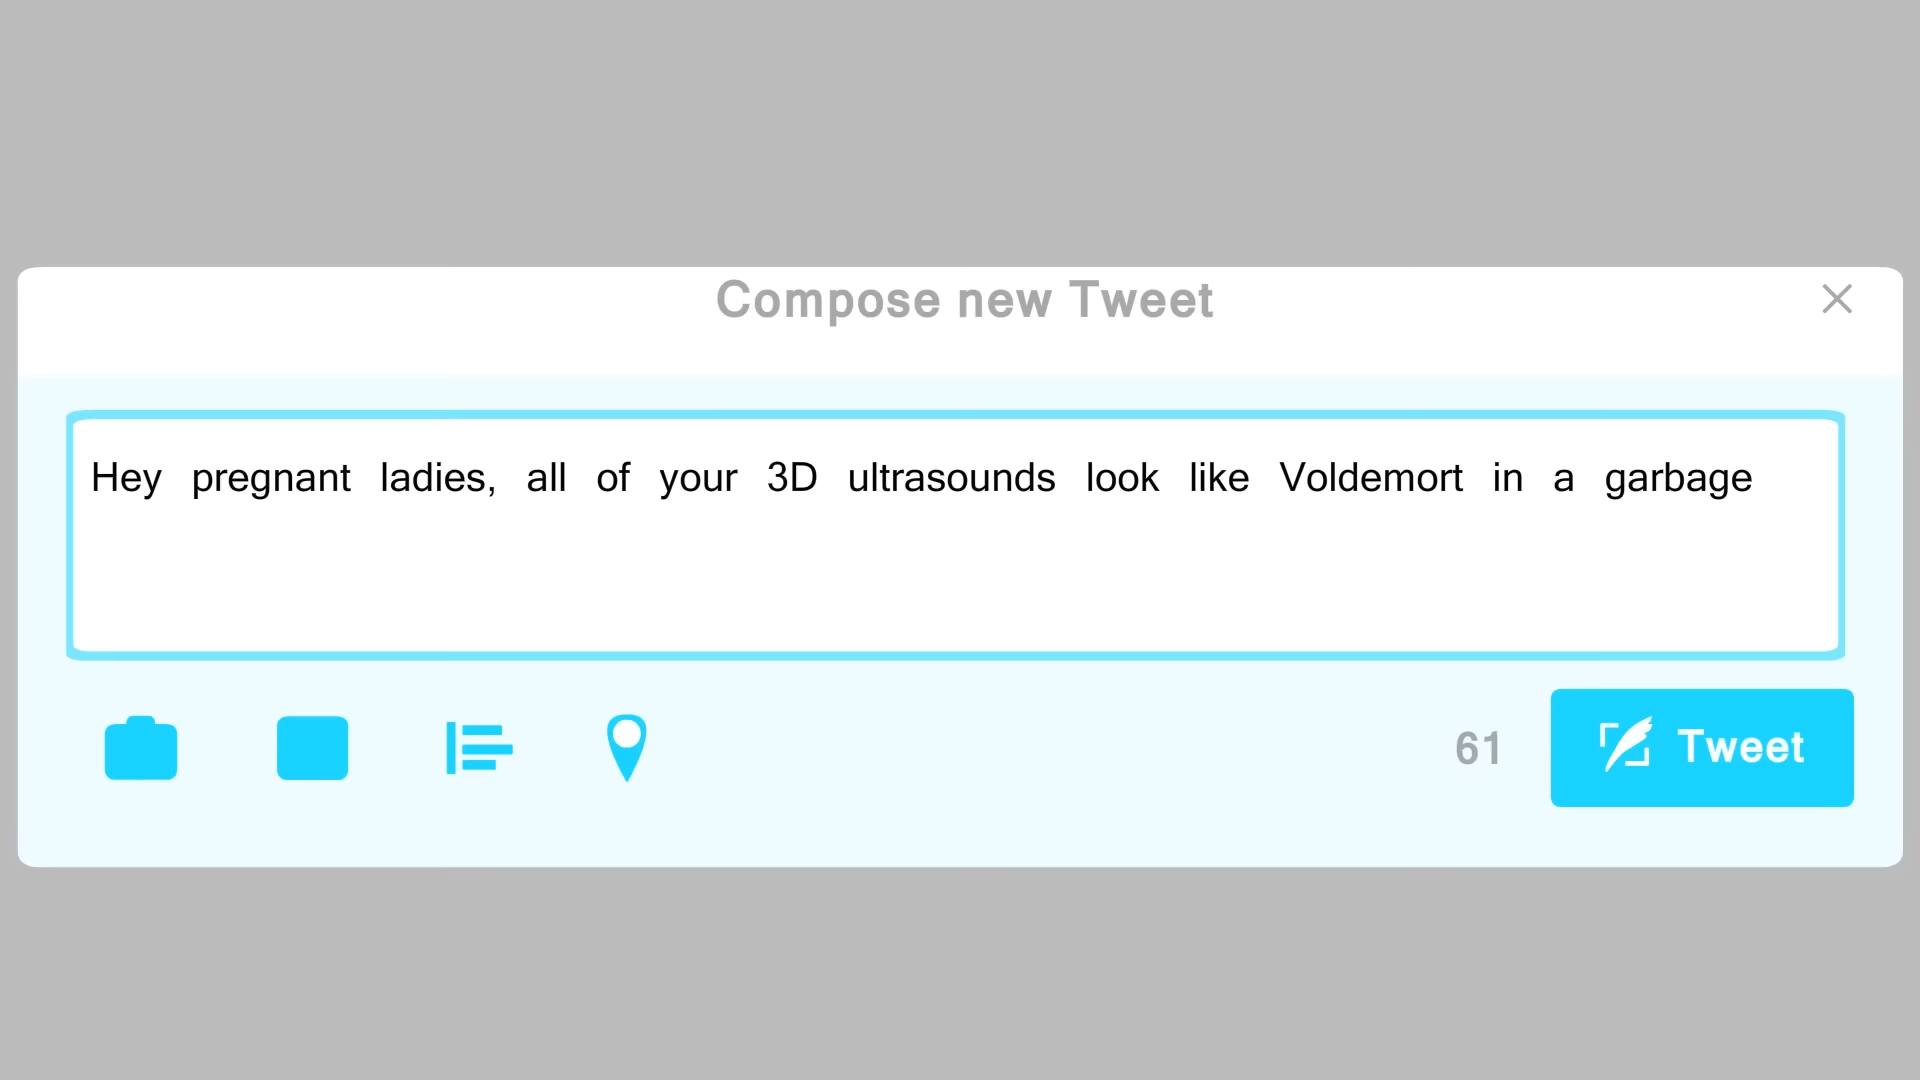 Compose new Tweet
Hey pregnant ladies, all of your 3D ultrasounds look like Voldemort in a garbage
61
Tweet